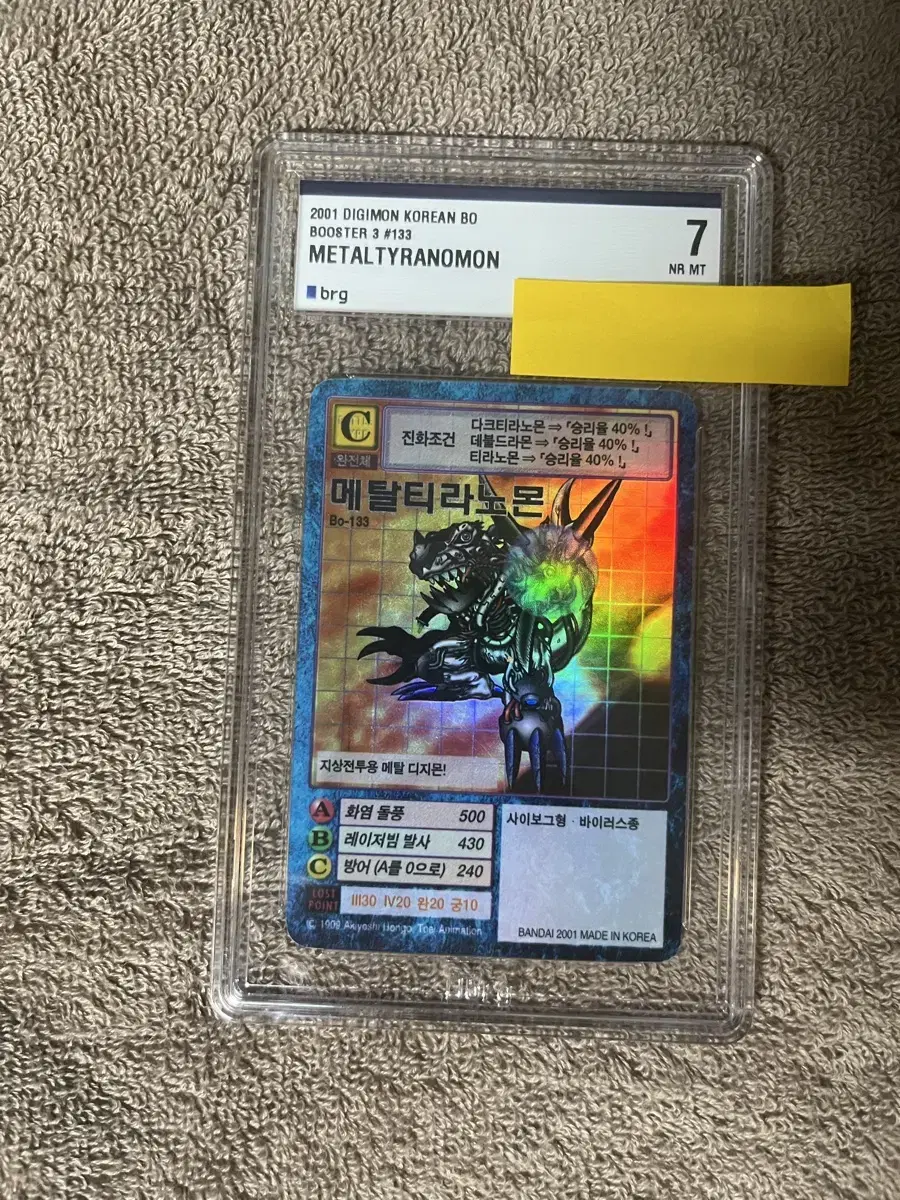 2001 DIGIMON KOREAN BO
BOOSTER 3 #133
METALTYRANOMON
7
NR MT
brg
C
완전체
진화조건
다크티라노몬 ⇒ 「승리율 40% !」
데블드라몬 ⇒ 「승리율 40% !」
티라노몬 ⇒ 「승리율 40% !」
메탈티라노몬
Bo-133
지상전투용 메탈 디지몬!
A 화염 돌풍 500
B 레이저빔 발사 430
C 방어 (A를 0으로) 240
LOST POINT III30 IV20 완20 궁10
사이보그형 · 바이러스종
© 1999 Akiyoshi Hongo, Toei Animation
BANDAI 2001 MADE IN KOREA